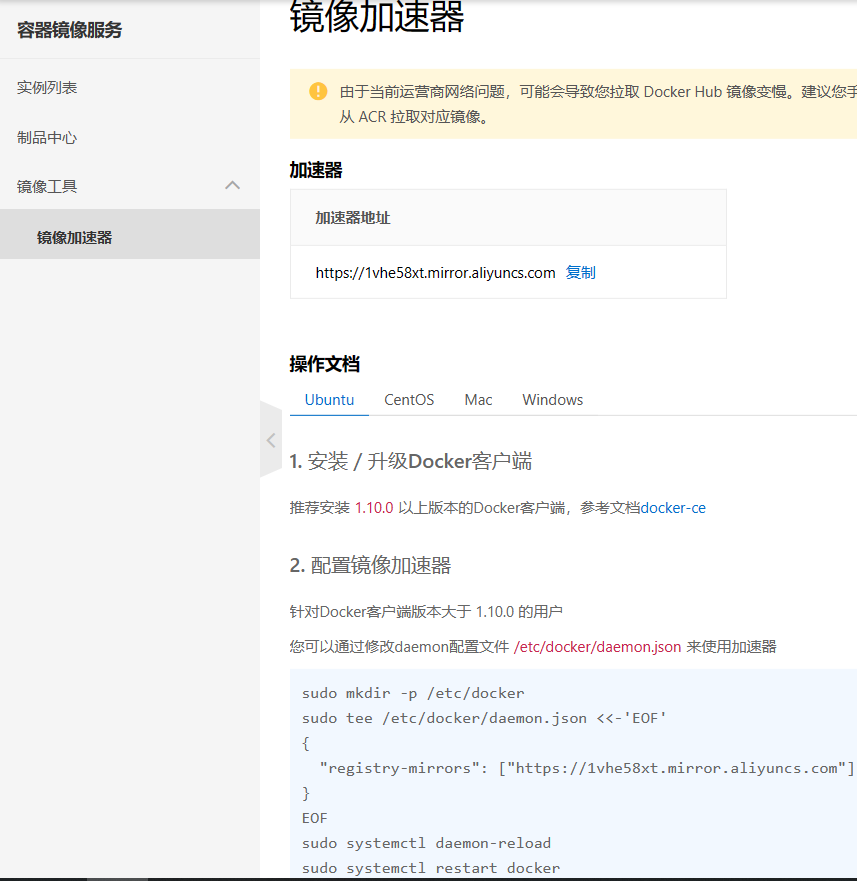 容器镜像服务
实例列表
制品中心
镜像工具
镜像加速器
镜像加速器
由于当前运营商网络问题，可能会导致您拉取 Docker Hub 镜像变慢。建议您手
从 ACR 拉取对应镜像。
加速器
加速器地址
https://1vhe58xt.mirror.aliyuncs.com 复制
操作文档
Ubuntu CentOS Mac Windows
1. 安装 / 升级Docker客户端
推荐安装 1.10.0 以上版本的Docker客户端，参考文档docker-ce
2. 配置镜像加速器
针对Docker客户端版本大于 1.10.0 的用户
您可以通过修改daemon配置文件 /etc/docker/daemon.json 来使用加速器
sudo mkdir -p /etc/docker
sudo tee /etc/docker/daemon.json <<-'EOF'
{
"registry-mirrors": ["https://1vhe58xt.mirror.aliyuncs.com"]
}
EOF
sudo systemctl daemon-reload
sudo systemctl restart docker